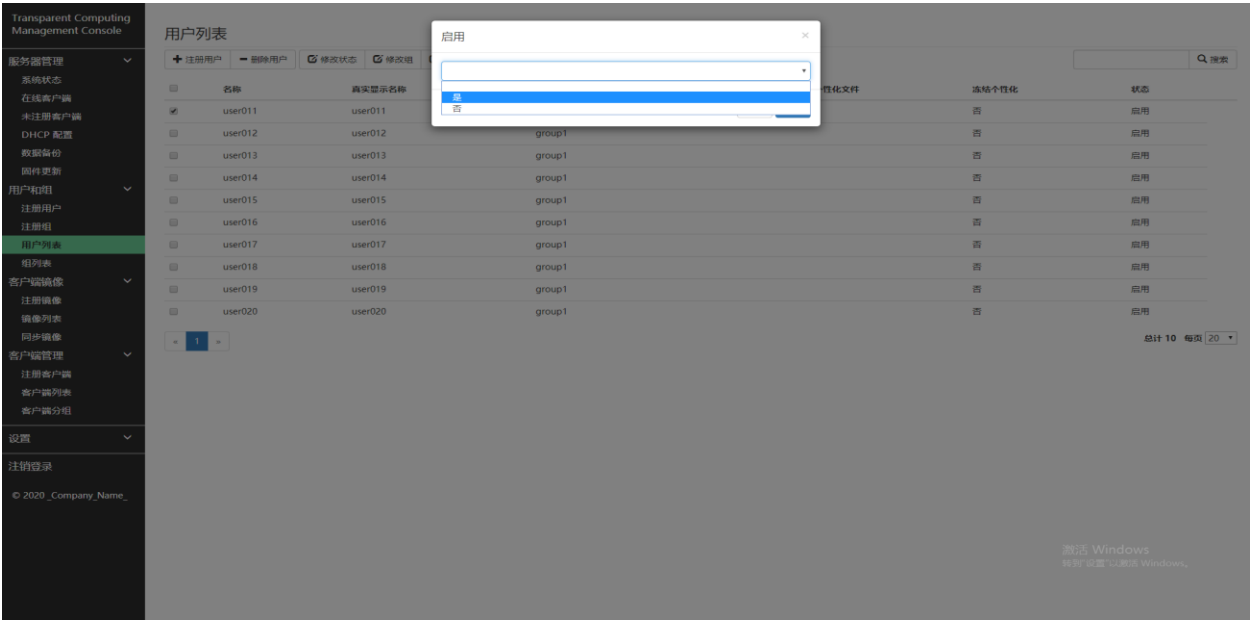 Transparent Computing
Management Console
服务器管理
系统状态
在线客户端
未注册客户端
DHCP 配置
数据备份
固件更新
用户和组
注册用户
注册组
用户列表
组列表
客户端镜像
注册镜像
镜像列表
同步镜像
客户端管理
注册客户端
客户端列表
客户端分组
设置
注销登录
© 2020 _Company_Name_
用户列表
注册用户 删除用户 修改状态 修改组 搜索
启用 ×
是
否
名称 真实显示名称 性化文件 冻结个性化 状态
user011 user011 否 启用
user012 user012 group1 否 启用
user013 user013 group1 否 启用
user014 user014 group1 否 启用
user015 user015 group1 否 启用
user016 user016 group1 否 启用
user017 user017 group1 否 启用
user018 user018 group1 否 启用
user019 user019 group1 否 启用
user020 user020 group1 否 启用
« 1 »
总计 10 每页 20
激活 Windows
转到"设置"以激活 Windows。